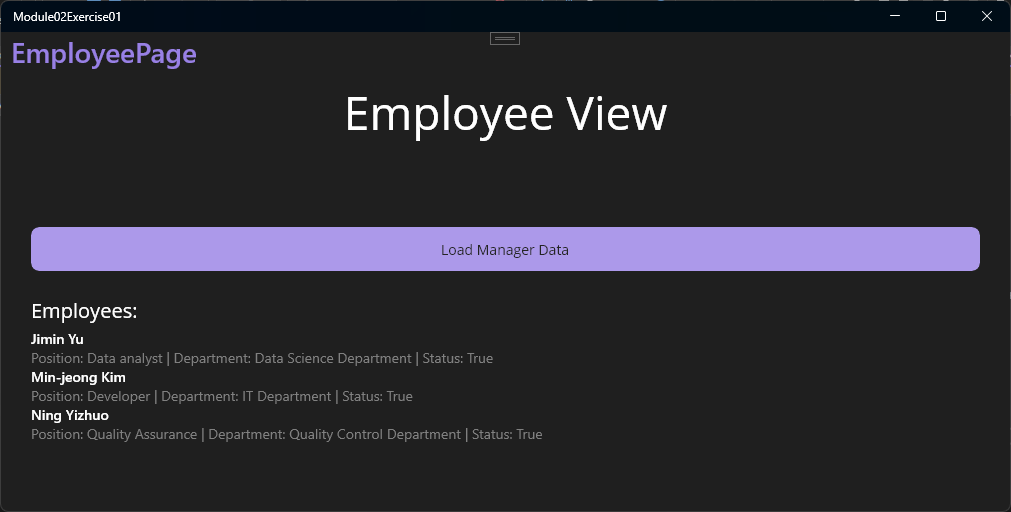 Module02Exercise01
EmployeePage
Employee View
Load Manager Data
Employees:
Jimin Yu
Position: Data analyst | Department: Data Science Department | Status: True
Min-jeong Kim
Position: Developer | Department: IT Department | Status: True
Ning Yizhuo
Position: Quality Assurance | Department: Quality Control Department | Status: True